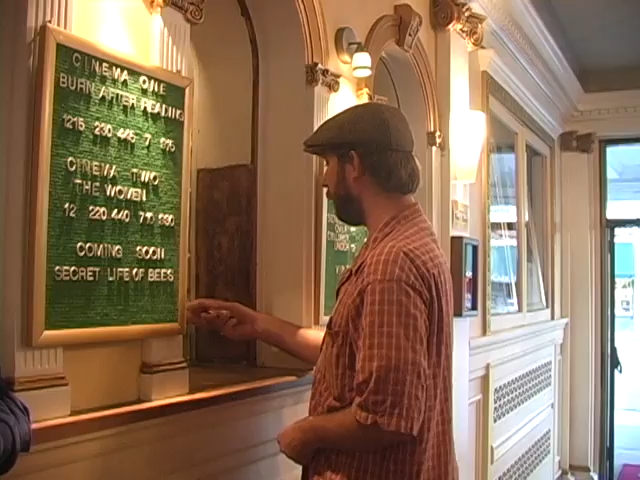 CINEMA ONE
BURN AFTER READING
1215 230 445 7 915
CINEMA TWO
THE WOMEN
12 220 440 710 930
COMING SOON
SECRET LIFE OF BEES